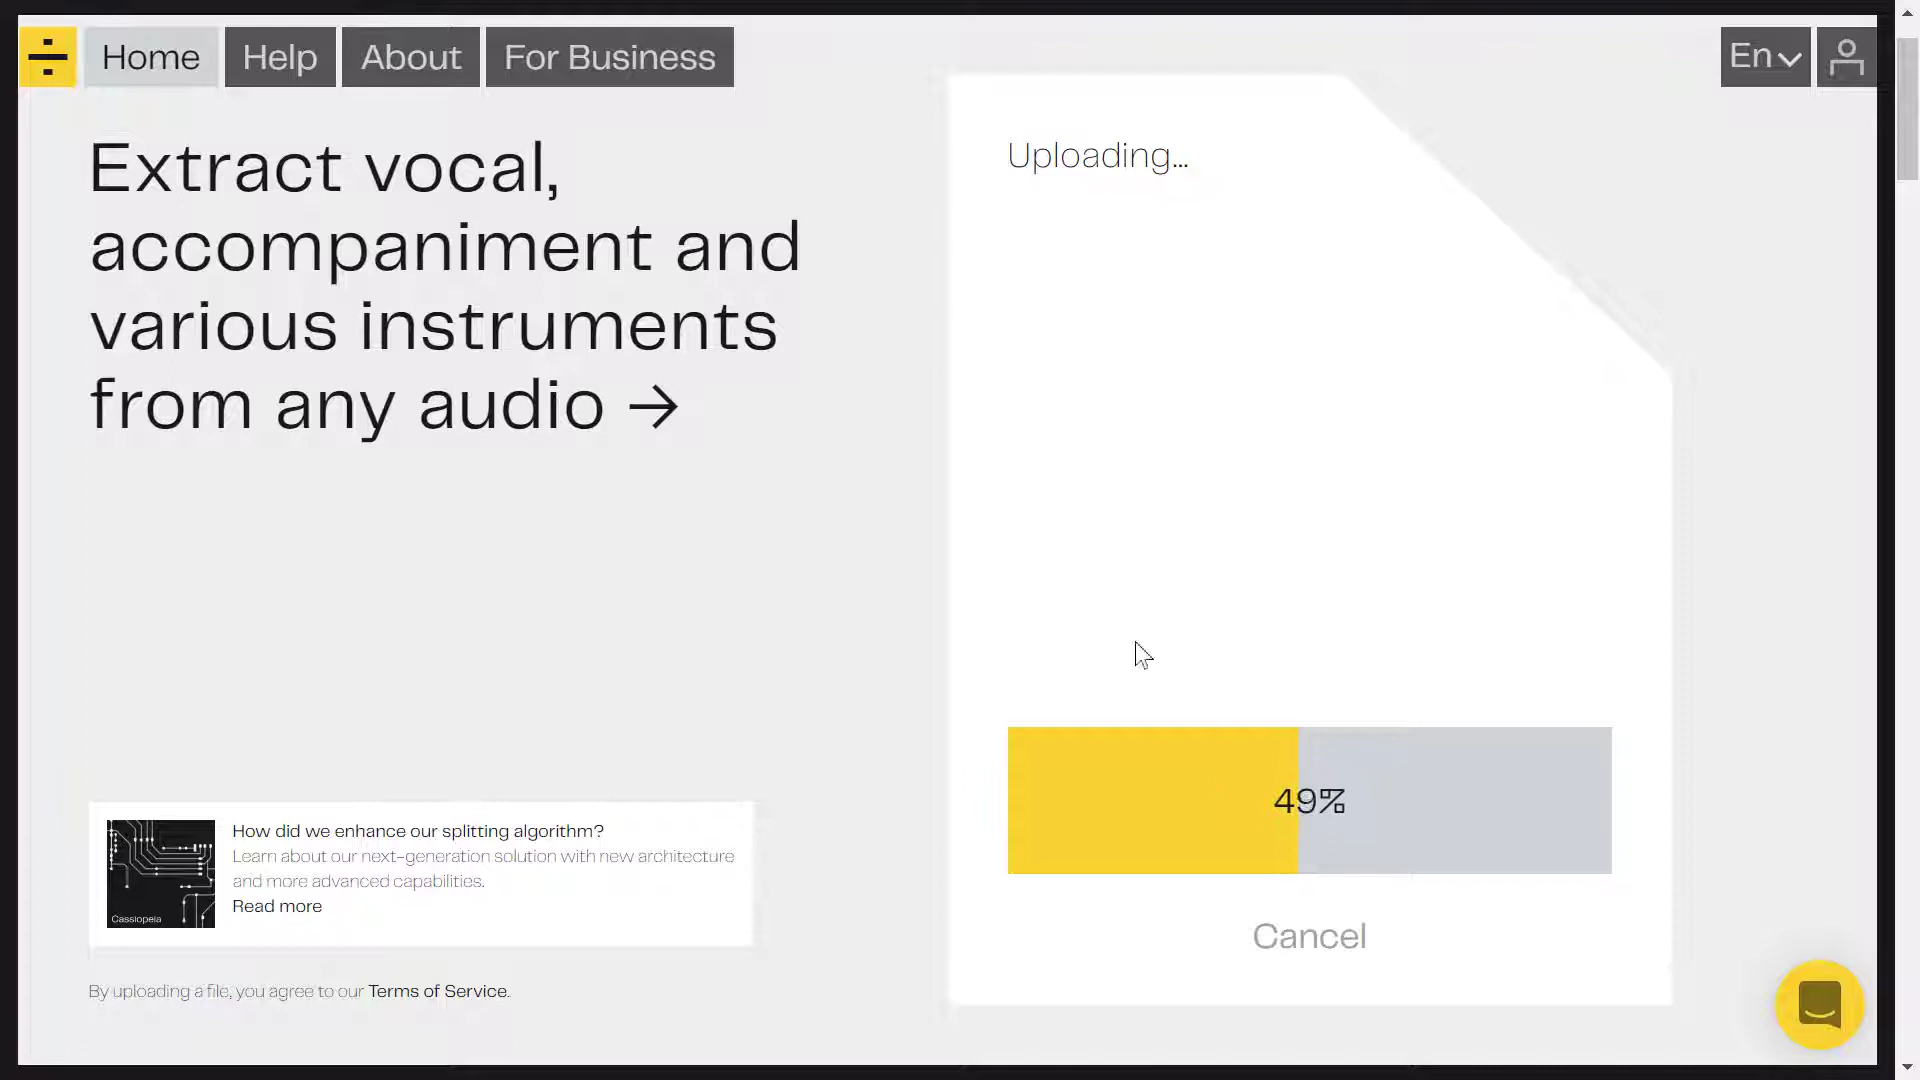 Home Help About For Business En
Extract vocal,
accompaniment and
various instruments
from any audio →
Uploading...
49%
Cancel
How did we enhance our splitting algorithm?
Learn about our next-generation solution with new architecture
and more advanced capabilities.
Read more
Cassiopeia
By uploading a file, you agree to our Terms of Service.